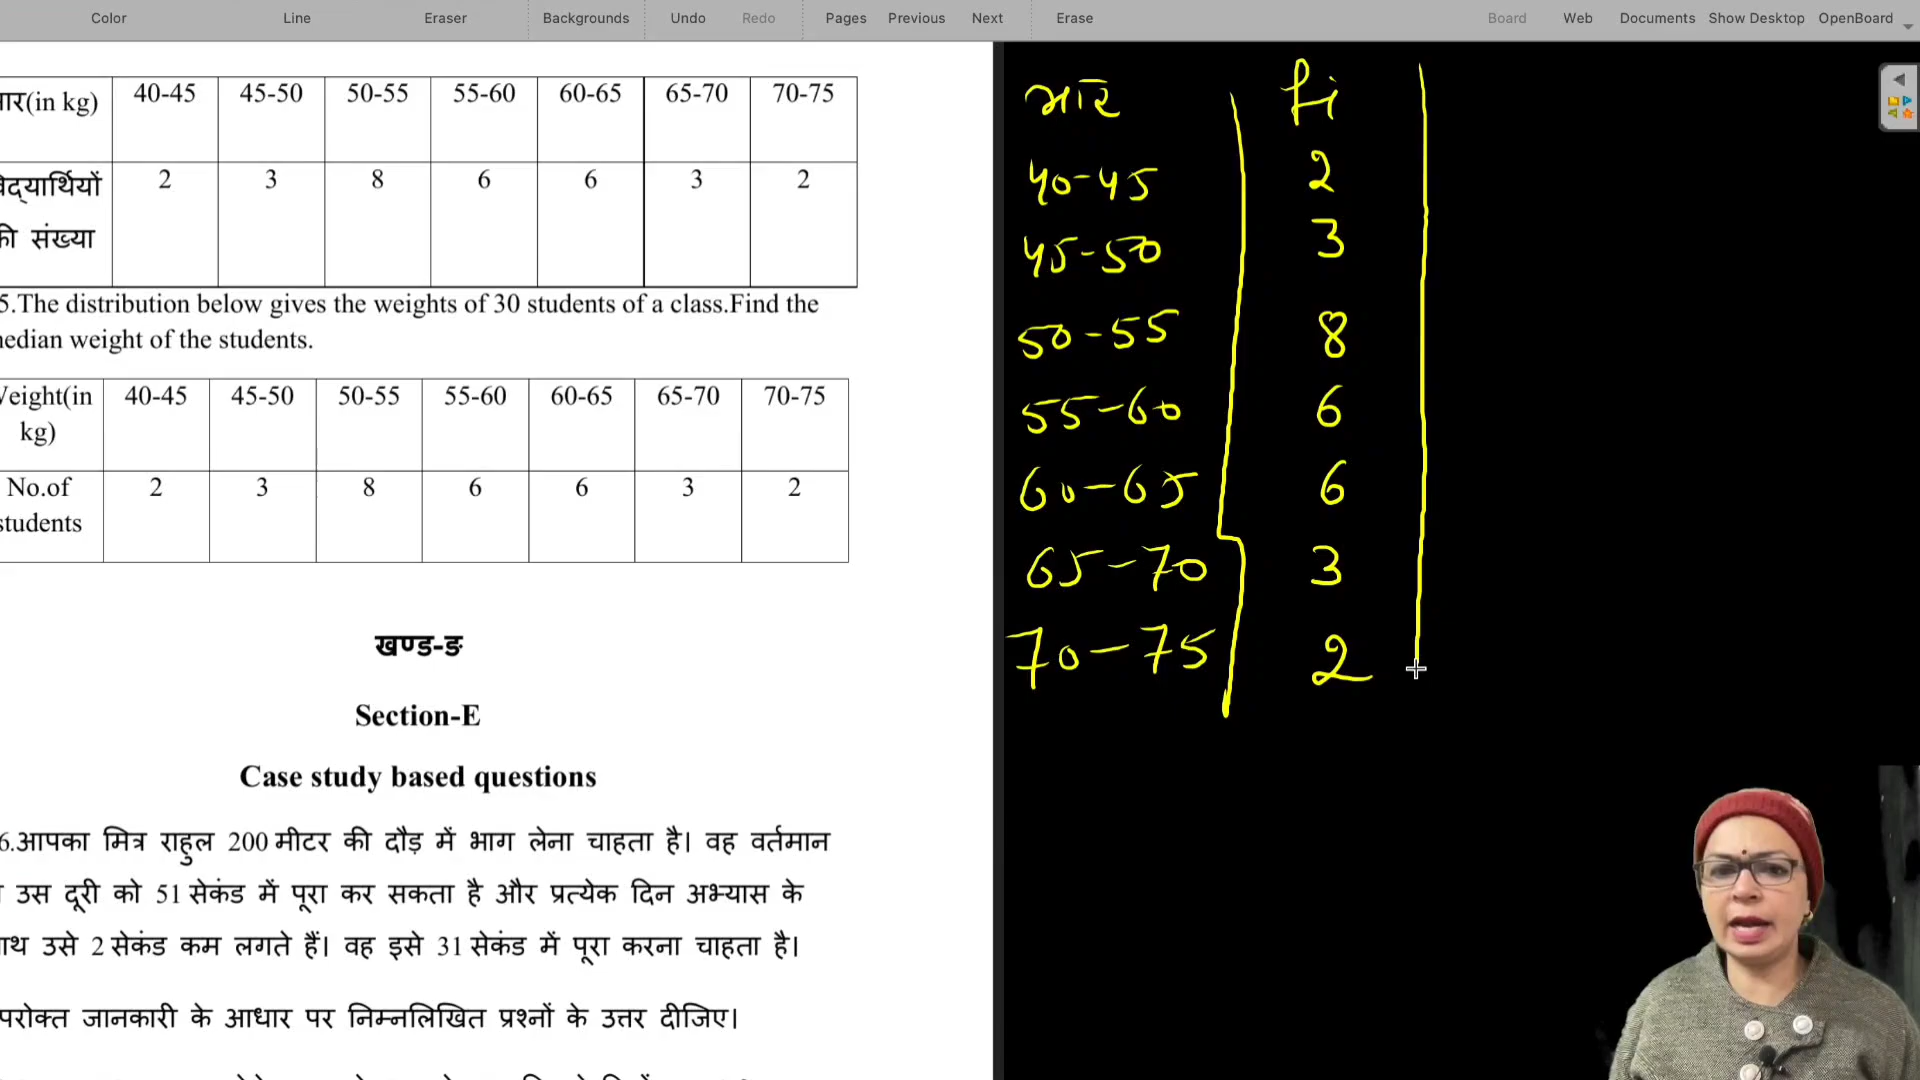 Color Line Eraser Backgrounds Undo Redo Pages Previous Next Erase Board Web Documents Show Desktop OpenBoard
(in kg) 40-45 45-50 50-55 55-60 60-65 65-70 70-75
2 3 8 6 6 3 2
संख्या
5.The distribution below gives the weights of 30 students of a class.Find the
median weight of the students.
Weight(in kg) 40-45 45-50 50-55 55-60 60-65 65-70 70-75
No.of students 2 3 8 6 6 3 2
खण्ड-ङ
Section-E
Case study based questions
6.आपका मित्र राहुल 200 मीटर की दौड़ में भाग लेना चाहता है। वह वर्तमान
उस दूरी को 51 सेकंड में पूरा कर सकता है और प्रत्येक दिन अभ्यास के
उसे 2 सेकंड कम लगते हैं। वह इसे 31 सेकंड में पूरा करना चाहता है।
जानकारी के आधार पर निम्नलिखित प्रश्नों के उत्तर दीजिए।
भार fi
40-45 2
45-50 3
50-55 8
55-60 6
60-65 6
65-70 3
70-75 2